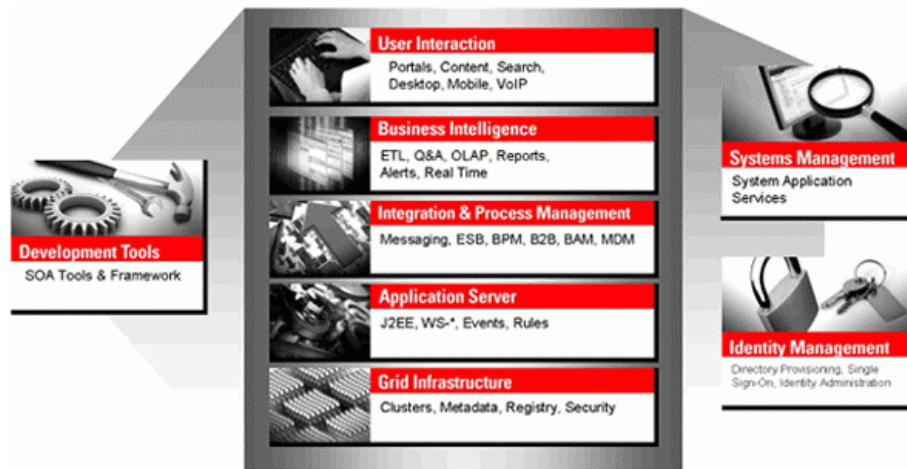 User Interaction
Portals, Content, Search,
Desktop, Mobile, VoIP
Business Intelligence
ETL, Q&A, OLAP, Reports,
Alerts, Real Time
Integration & Process Management
Messaging, ESB, BPM, B2B, BAM, MDM
Application Server
J2EE, WS-*, Events, Rules
Grid Infrastructure
Clusters, Metadata, Registry, Security
Development Tools
SOA Tools & Framework
Systems Management
System Application
Services
Identity Management
Directory Provisioning, Single
Sign-On, Identity Administration